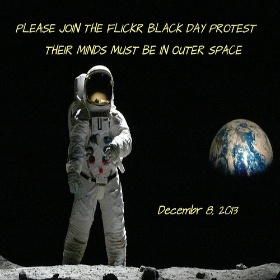 PLEASE JOIN THE FLICKR BLACK DAY PROTEST
THEIR MINDS MUST BE IN OUTER SPACE
Decembr 8, 2013